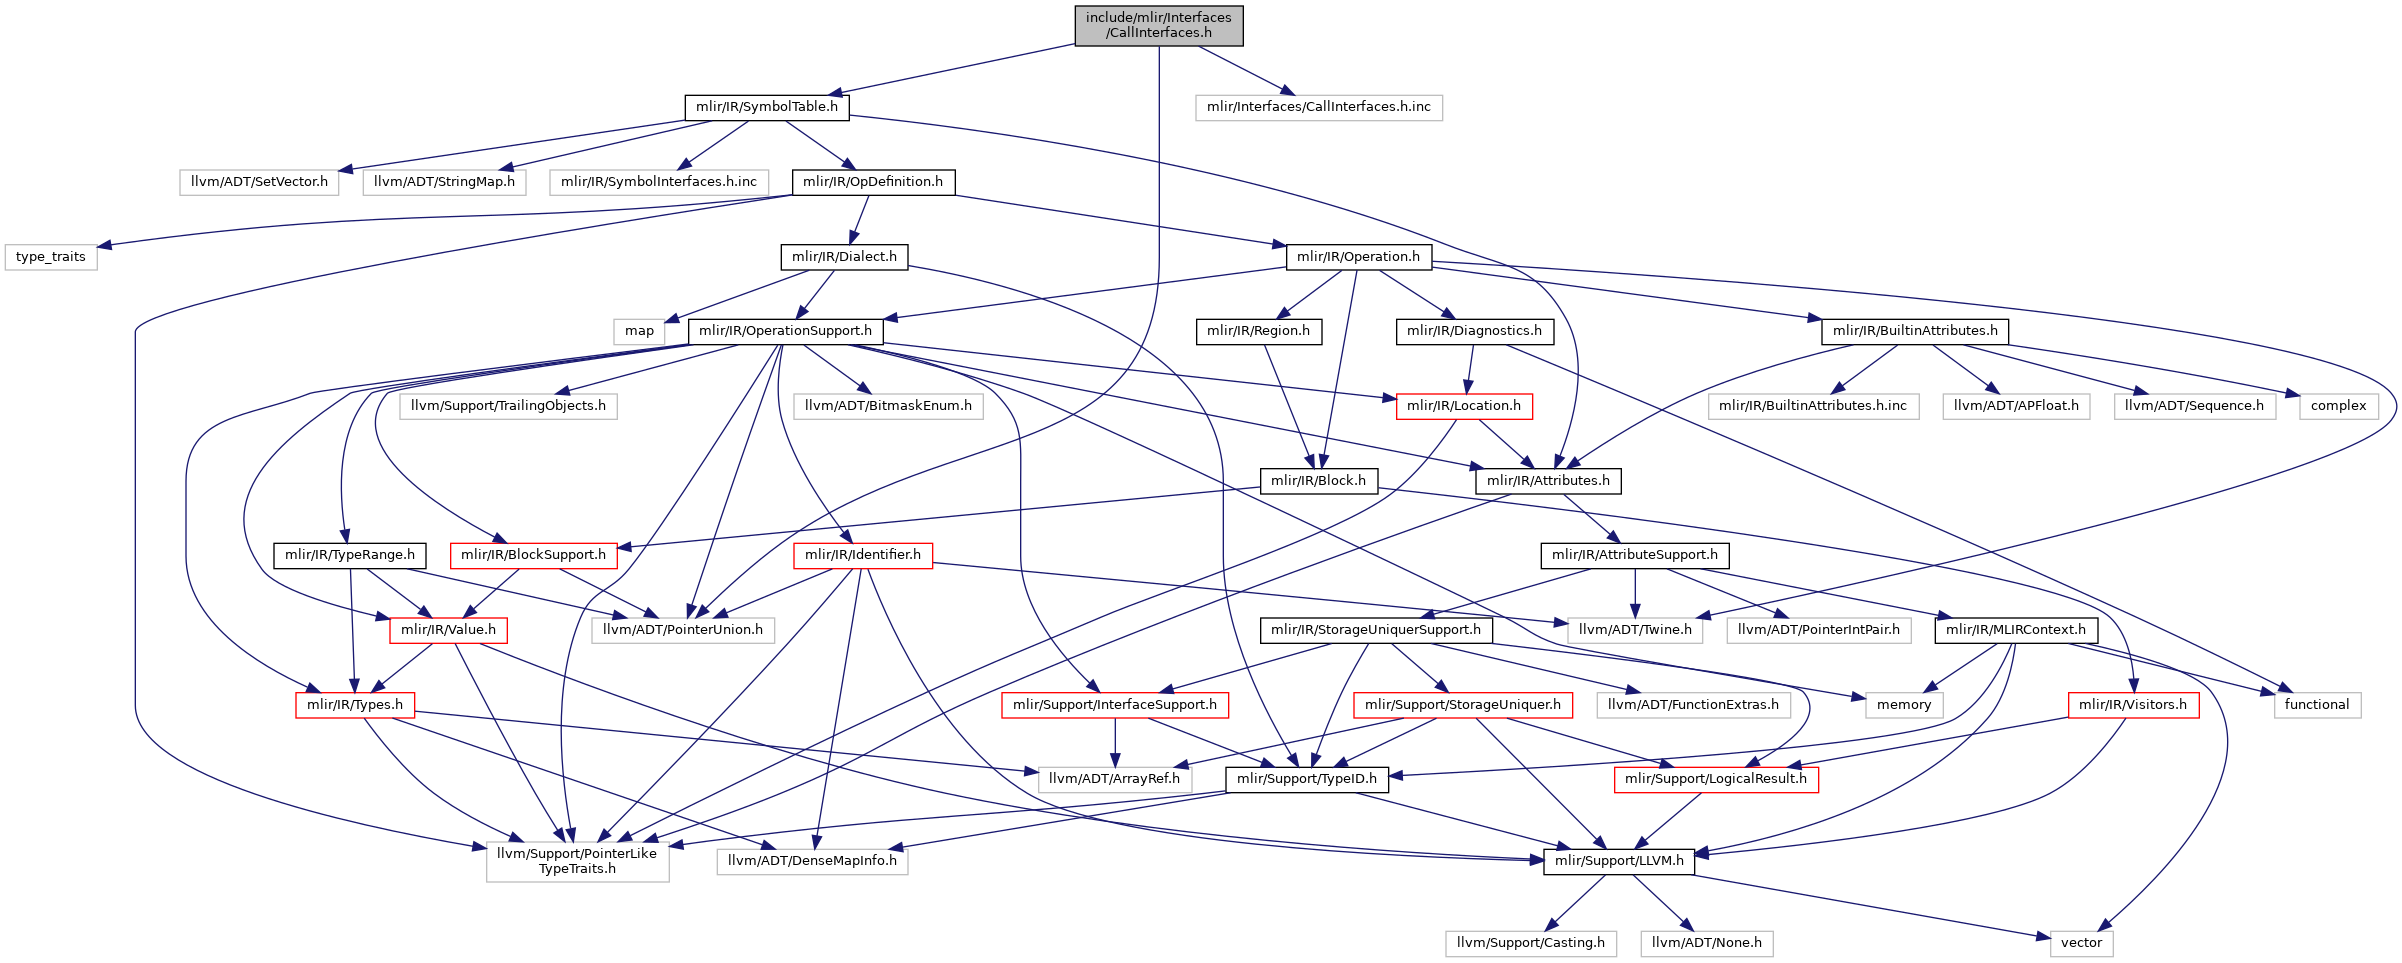 include/mlir/Interfaces
/CallInterfaces.h
mlir/IR/SymbolTable.h
mlir/Interfaces/CallInterfaces.h.inc
llvm/ADT/SetVector.h
llvm/ADT/StringMap.h
mlir/IR/SymbolInterfaces.h.inc
mlir/IR/OpDefinition.h
type_traits
mlir/IR/Dialect.h
mlir/IR/Operation.h
map
mlir/IR/OperationSupport.h
mlir/IR/Region.h
mlir/IR/Diagnostics.h
mlir/IR/BuiltinAttributes.h
llvm/Support/TrailingObjects.h
llvm/ADT/BitmaskEnum.h
mlir/IR/Location.h
mlir/IR/BuiltinAttributes.h.inc
llvm/ADT/APFloat.h
llvm/ADT/Sequence.h
complex
mlir/IR/Block.h
mlir/IR/Attributes.h
mlir/IR/TypeRange.h
mlir/IR/BlockSupport.h
mlir/IR/Identifier.h
mlir/IR/AttributeSupport.h
mlir/IR/Value.h
llvm/ADT/PointerUnion.h
mlir/IR/StorageUniquerSupport.h
llvm/ADT/Twine.h
llvm/ADT/PointerIntPair.h
mlir/IR/MLIRContext.h
mlir/IR/Types.h
mlir/Support/InterfaceSupport.h
mlir/Support/StorageUniquer.h
llvm/ADT/FunctionExtras.h
memory
mlir/IR/Visitors.h
functional
llvm/ADT/ArrayRef.h
mlir/Support/TypeID.h
mlir/Support/LogicalResult.h
llvm/Support/PointerLike
TypeTraits.h
llvm/ADT/DenseMapInfo.h
mlir/Support/LLVM.h
llvm/Support/Casting.h
llvm/ADT/None.h
vector